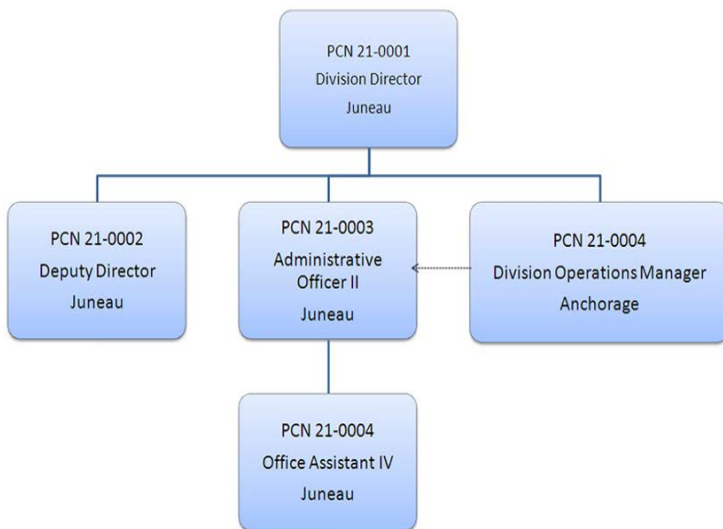 PCN 21-0001
Division Director
Juneau
PCN 21-0002
Deputy Director
Juneau
PCN 21-0003
Administrative
Officer II
Juneau
PCN 21-0004
Division Operations Manager
Anchorage
PCN 21-0004
Office Assistant IV
Juneau